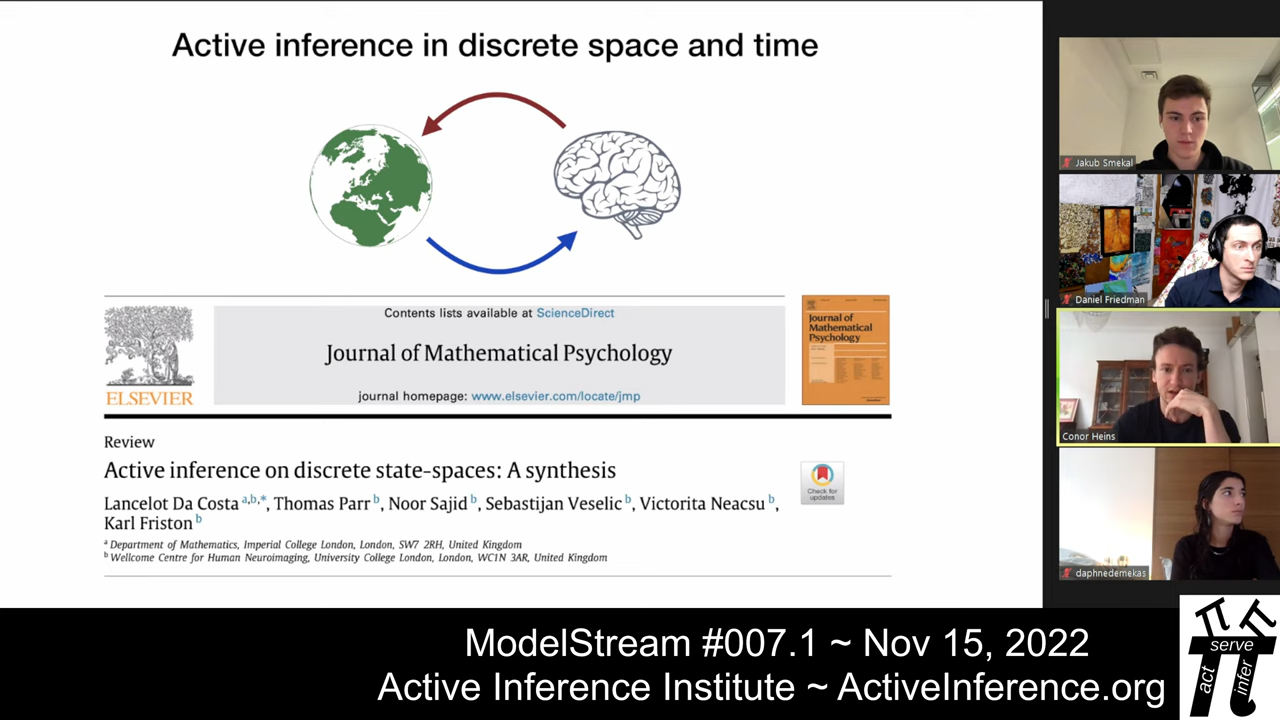 Active inference in discrete space and time
ELSEVIER
Contents lists available at ScienceDirect
Journal of Mathematical Psychology
journal homepage: www.elsevier.com/locate/jmp
Journal of
Mathematical
Psychology
Review
Active inference on discrete state-spaces: A synthesis
Check for
updates
Lancelot Da Costa a,b,*, Thomas Parr b, Noor Sajid b, Sebastijan Veselic b, Victorita Neacsu b,
Karl Friston b
a Department of Mathematics, Imperial College London, London, SW7 2RH, United Kingdom
b Wellcome Centre for Human Neuroimaging, University College London, London, WC1N 3AR, United Kingdom
Jakub Smekal
Daniel Friedman
Conor Heins
daphnedemekas
ModelStream #007.1 ~ Nov 15, 2022
Active Inference Institute ~ ActiveInference.org
π π
serve
act
infer